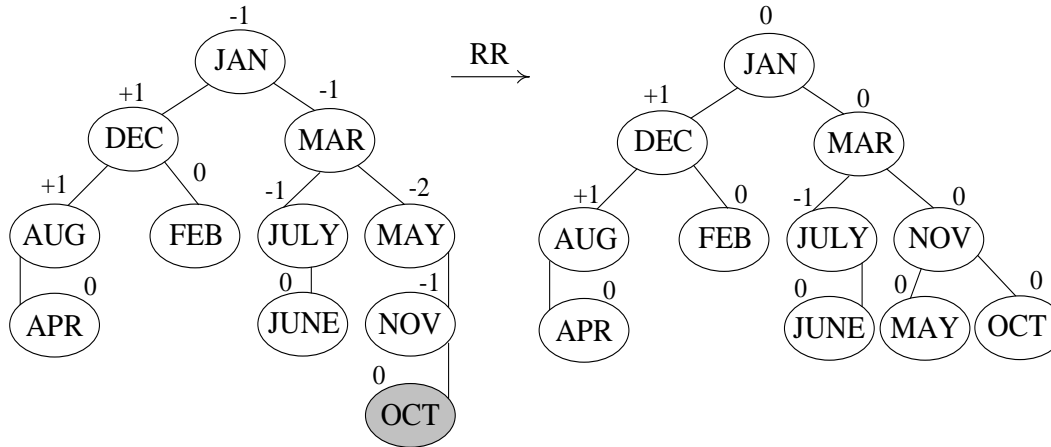 -1 0
JAN RR JAN
+1 -1 +1 0
DEC MAR DEC MAR
+1 0 -1 -2 +1 0 -1 0
AUG FEB JULY MAY AUG FEB JULY NOV
0 0 -1 0 0 0 0
APR JUNE NOV APR JUNE MAY OCT
0
OCT